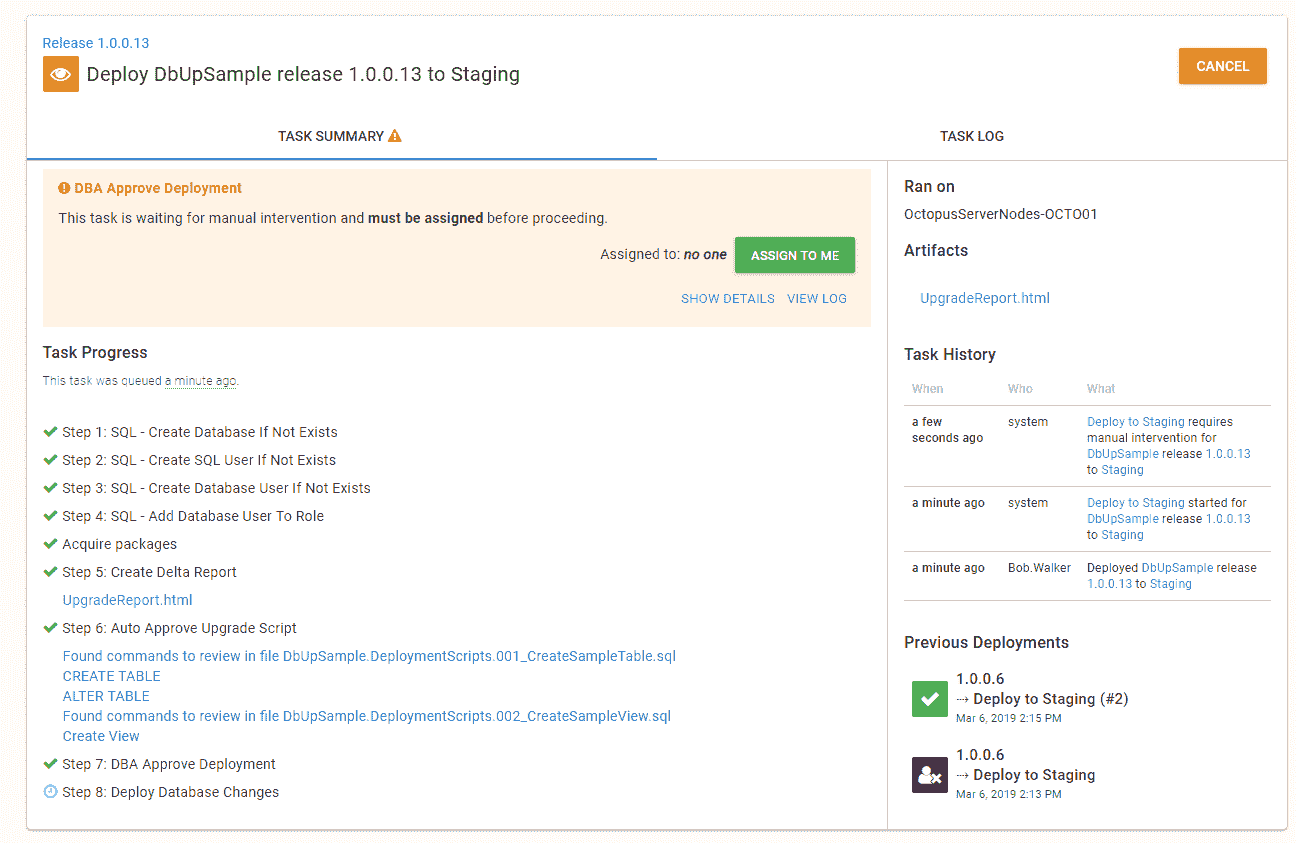 Release 1.0.0.13
Deploy DbUpSample release 1.0.0.13 to Staging
CANCEL
TASK SUMMARY
TASK LOG
DBA Approve Deployment
This task is waiting for manual intervention and must be assigned before proceeding.
Assigned to: no one
ASSIGN TO ME
SHOW DETAILS VIEW LOG
Task Progress
This task was queued a minute ago.
Step 1: SQL - Create Database If Not Exists
Step 2: SQL - Create SQL User If Not Exists
Step 3: SQL - Create Database User If Not Exists
Step 4: SQL - Add Database User To Role
Acquire packages
Step 5: Create Delta Report
UpgradeReport.html
Step 6: Auto Approve Upgrade Script
Found commands to review in file DbUpSample.DeploymentScripts.001_CreateSampleTable.sql
CREATE TABLE
ALTER TABLE
Found commands to review in file DbUpSample.DeploymentScripts.002_CreateSampleView.sql
Create View
Step 7: DBA Approve Deployment
Step 8: Deploy Database Changes
Ran on
OctopusServerNodes-OCTO01
Artifacts
UpgradeReport.html
Task History
When Who What
a few seconds ago system Deploy to Staging requires
manual intervention for
DbUpSample release 1.0.0.13
to Staging
a minute ago system Deploy to Staging started for
DbUpSample release 1.0.0.13
to Staging
a minute ago Bob.Walker Deployed DbUpSample release
1.0.0.13 to Staging
Previous Deployments
1.0.0.6
⇢ Deploy to Staging (#2)
Mar 6, 2019 2:15 PM
1.0.0.6
⇢ Deploy to Staging
Mar 6, 2019 2:13 PM